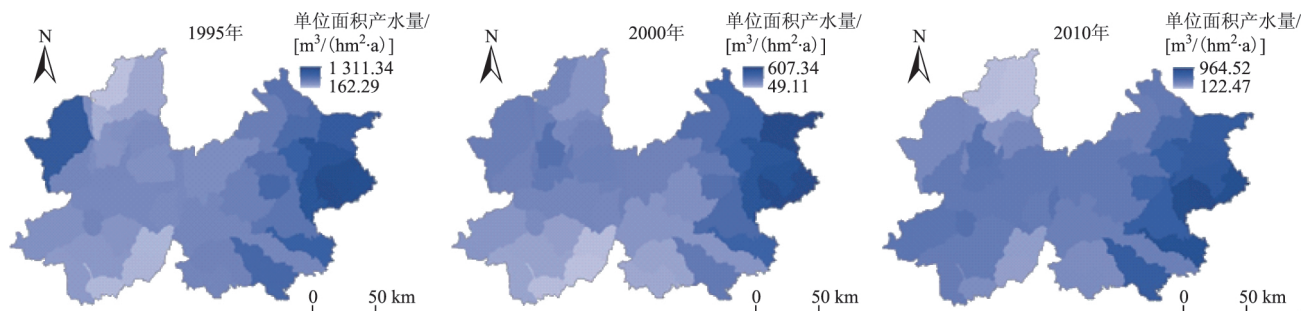 N
1995年
单位面积产水量/
[m³/(hm²·a)]
1 311.34
162.29
0 50 km
N
2000年
单位面积产水量/
[m³/(hm²·a)]
607.34
49.11
0 50 km
N
2010年
单位面积产水量/
[m³/(hm²·a)]
964.52
122.47
0 50 km